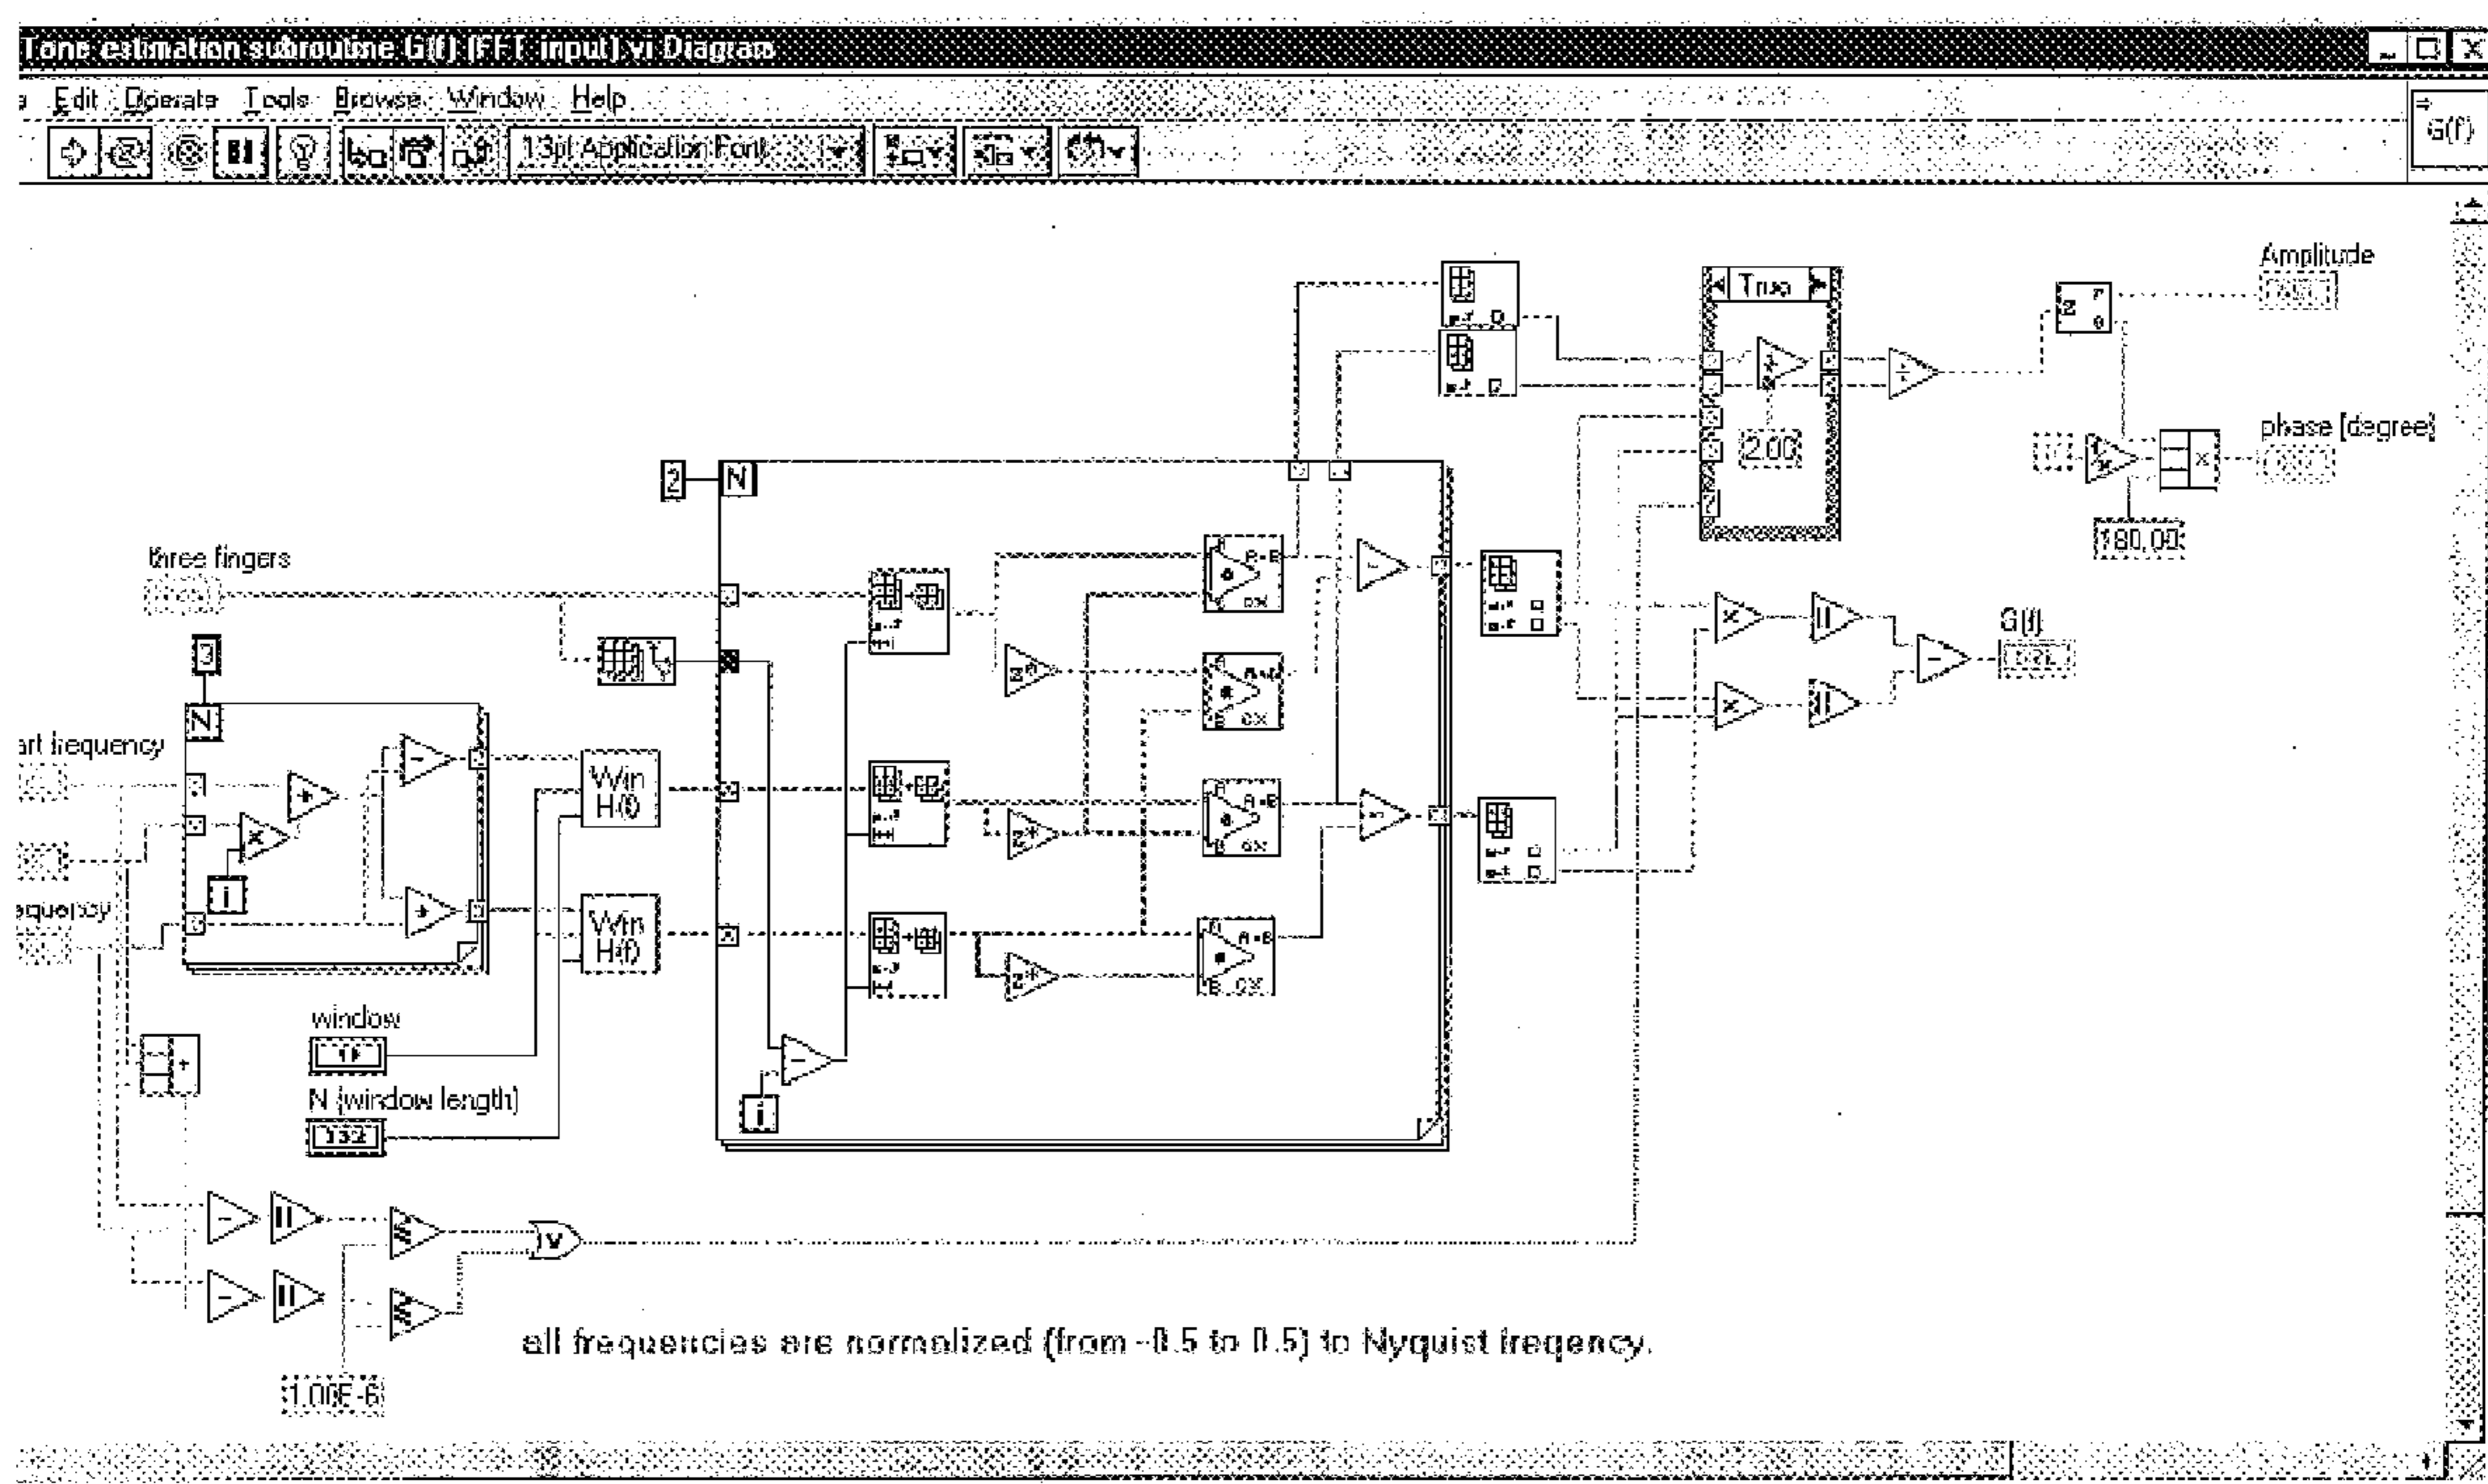 Tone estimation subroutine G(f) (FFT input).vi Diagram
Edit Operate Tools Browse Window Help
13pt Application Font
G(f)
Amplitude
True
2.00
phase [degree]
180.00
2
N
three fingers
3
N
art frequency
i
equency
Win
H(f)
Win
H(f)
G(f)
window
N (window length)
i
1.00E-6
all frequencies are normalized (from -0.5 to 0.5) to Nyquist freqency.